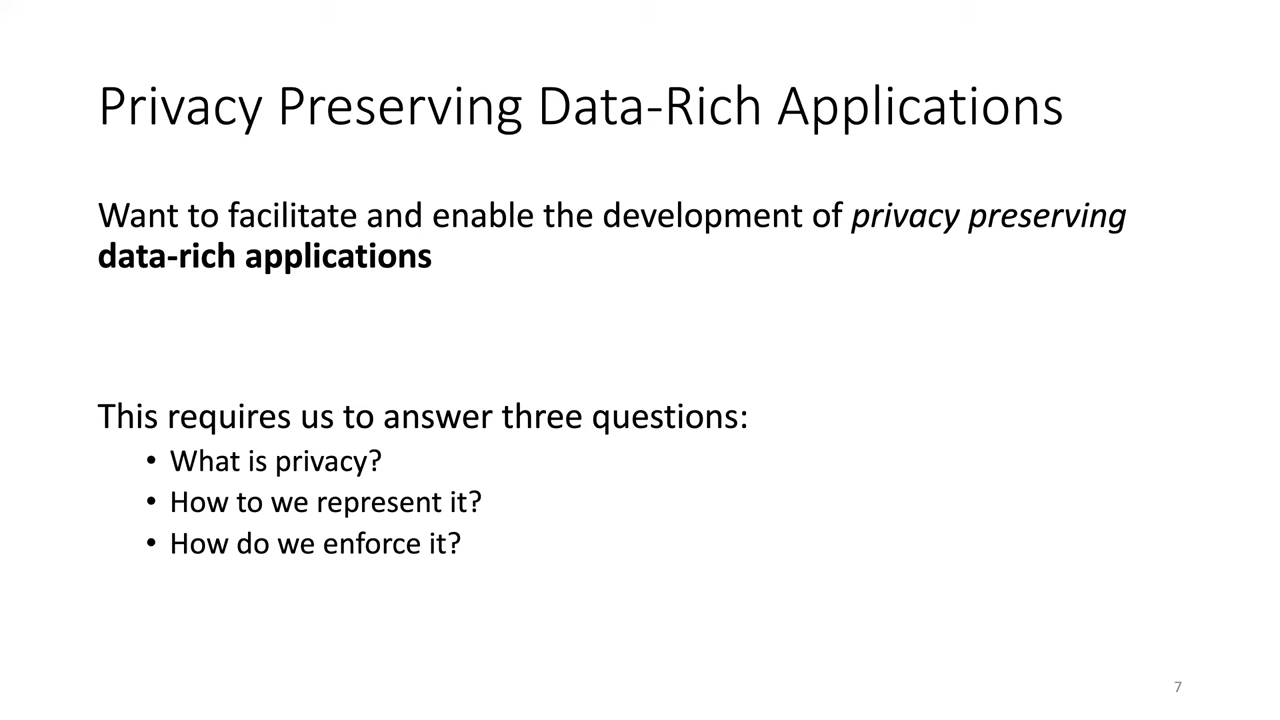 Privacy Preserving Data-Rich Applications
Want to facilitate and enable the development of privacy preserving
data-rich applications
This requires us to answer three questions:
• What is privacy?
• How to we represent it?
• How do we enforce it?
7